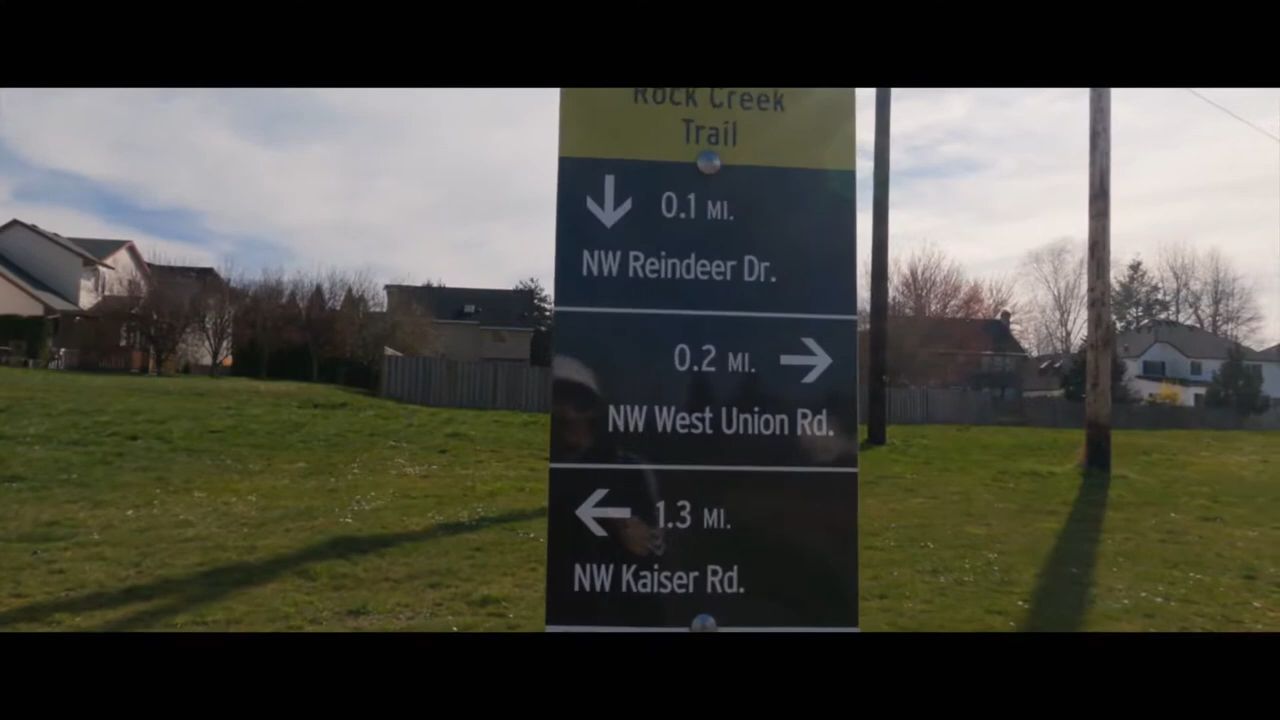 Rock Creek
Trail
↓ 0.1 MI.
NW Reindeer Dr.
0.2 MI. →
NW West Union Rd.
← 1.3 MI.
NW Kaiser Rd.